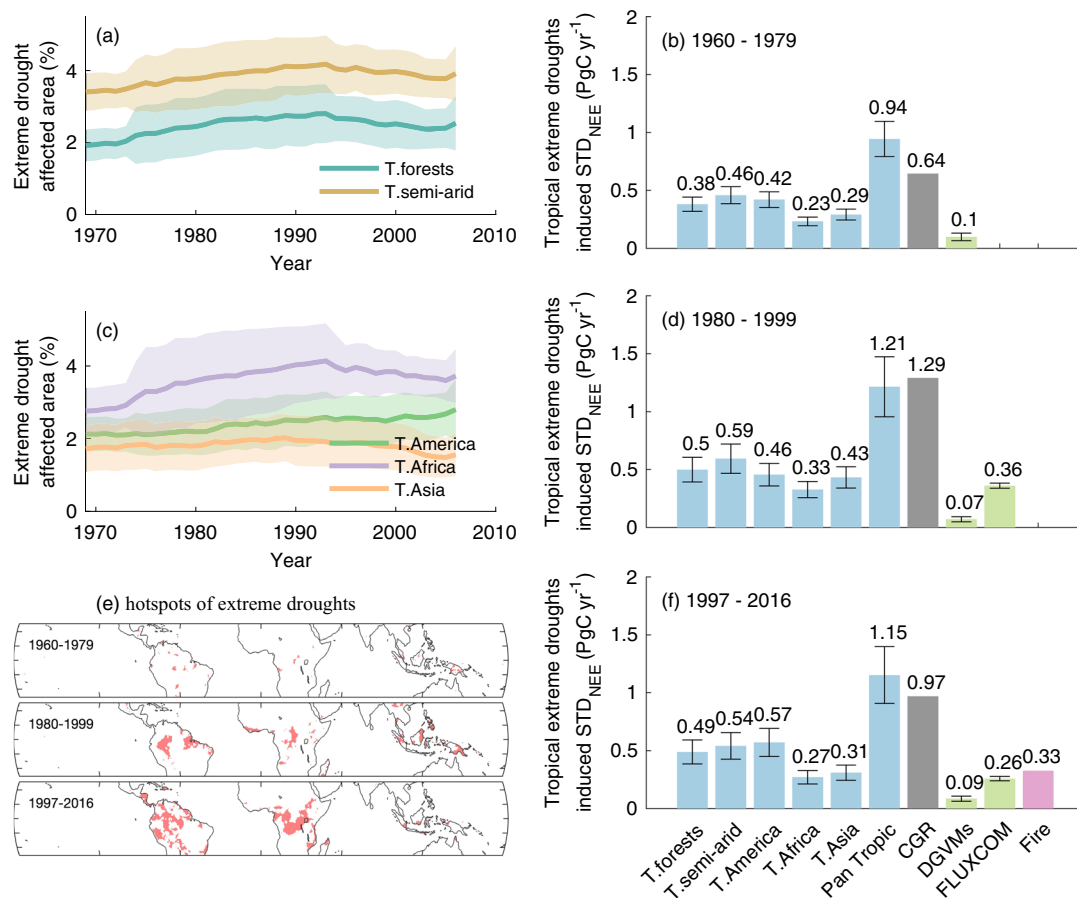 (a)
Extreme drought
affected area (%)
4
2
0
T.forests
T.semi-arid
1970 1980 1990 2000 2010
Year
(b) 1960 - 1979
Tropical extreme droughts
induced STD_NEE (PgC yr⁻¹)
2
1.5
1
0.5
0
0.38 0.46 0.42 0.23 0.29 0.94 0.64 0.1
(c)
Extreme drought
affected area (%)
4
2
0
T.America
T.Africa
T.Asia
1970 1980 1990 2000 2010
Year
(d) 1980 - 1999
Tropical extreme droughts
induced STD_NEE (PgC yr⁻¹)
2
1.5
1
0.5
0
0.5 0.59 0.46 0.33 0.43 1.21 1.29 0.07 0.36
(e) hotspots of extreme droughts
1960-1979
1980-1999
1997-2016
(f) 1997 - 2016
Tropical extreme droughts
induced STD_NEE (PgC yr⁻¹)
2
1.5
1
0.5
0
0.49 0.54 0.57 0.27 0.31 1.15 0.97 0.09 0.26 0.33
T.forests
T.semi-arid
T.America
T.Africa
T.Asia
Pan Tropic
CGR
DGVMs
FLUXCOM
Fire